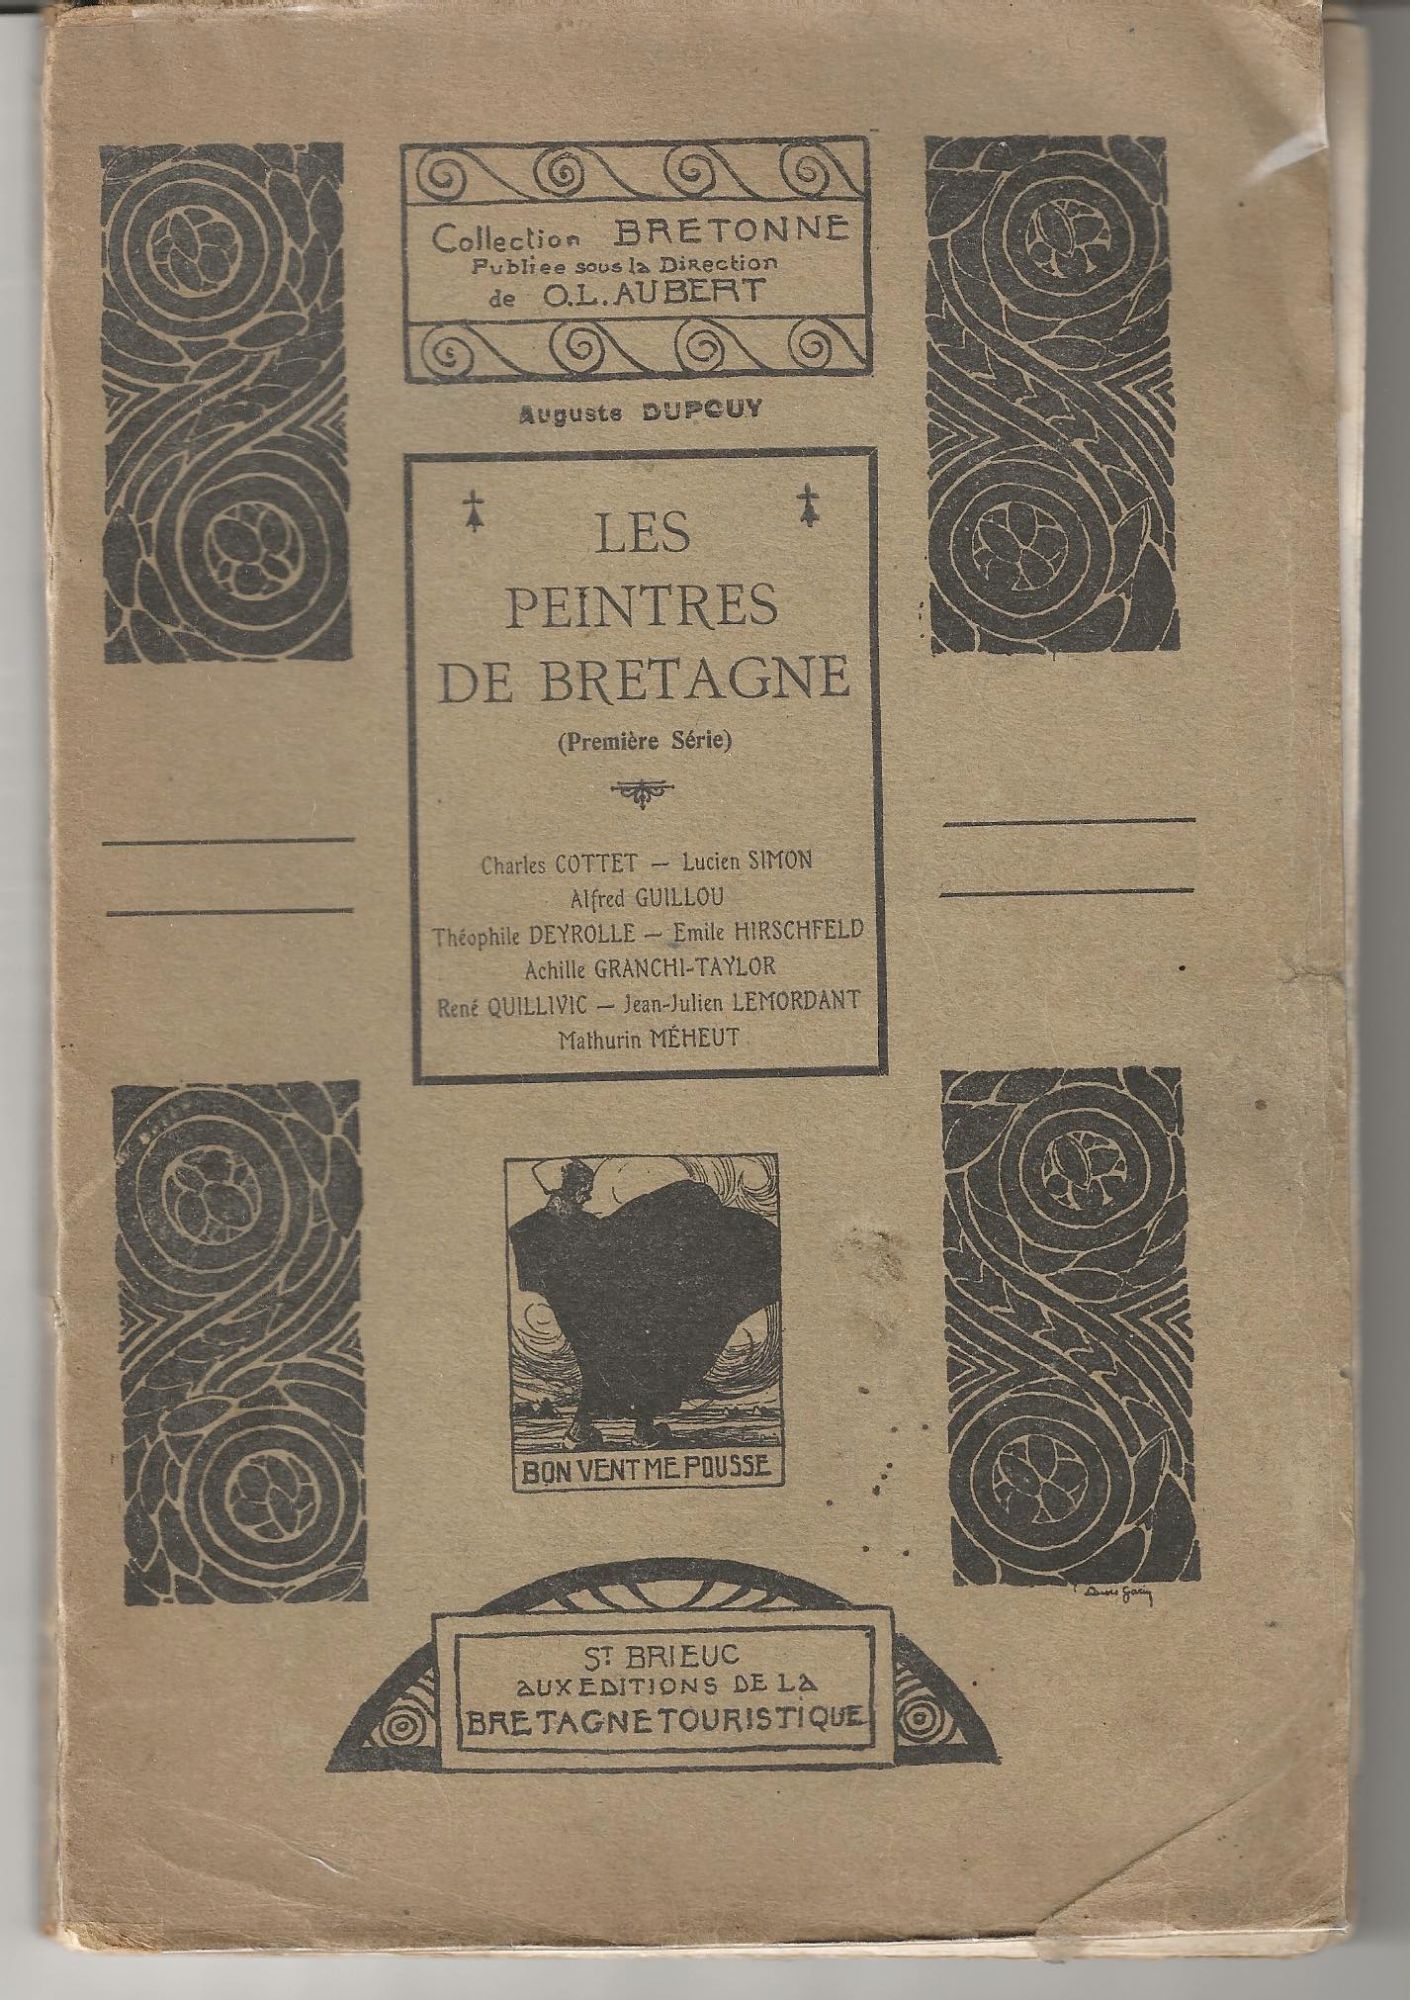 Collection BRETONNE
Publiee sous la Direction
de O.L. AUBERT
Auguste DUPOUY
LES
PEINTRES
DE BRETAGNE
(Première Série)
Charles COTTET — Lucien SIMON
Alfred GUILLOU
Théophile DEYROLLE — Emile HIRSCHFELD
Achille GRANCHI-TAYLOR
René QUILLIVIC — Jean-Julien LEMORDANT
Mathurin MÉHEUT
BON VENT ME POUSSE
ST BRIEUC
AUX EDITIONS DE LA
BRETAGNE TOURISTIQUE